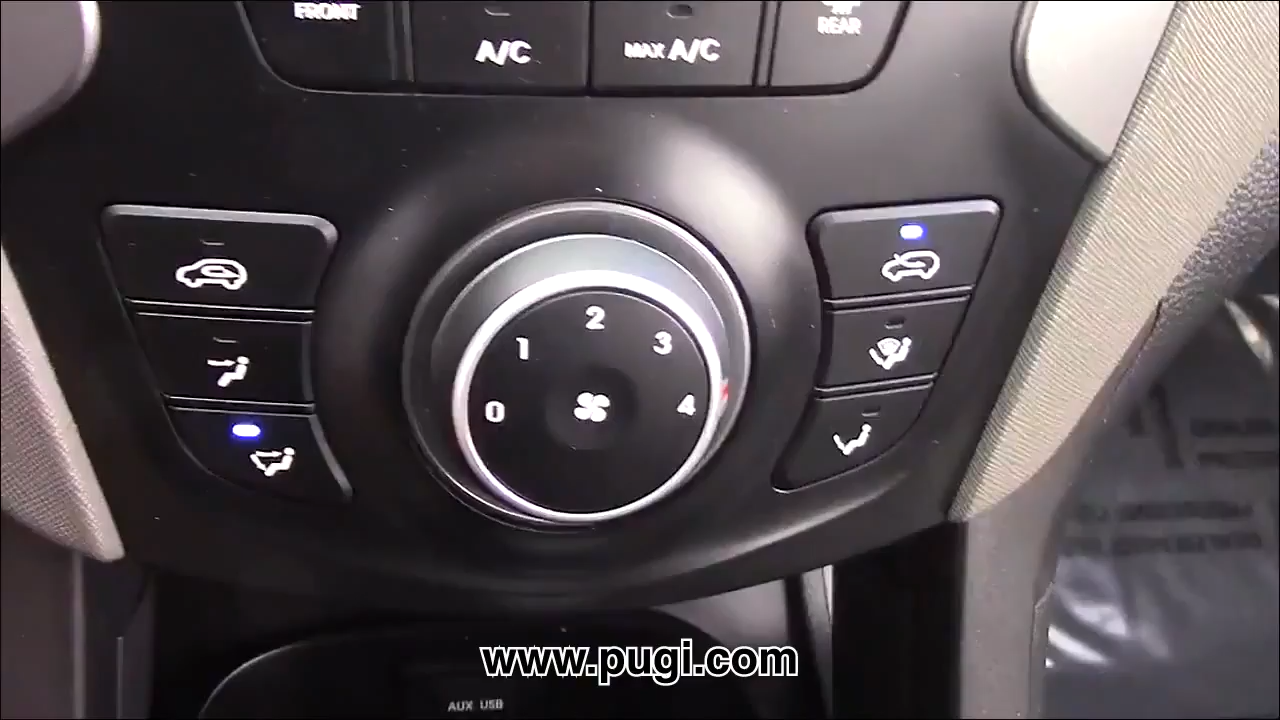 FRONT
A/C
MAX A/C
REAR
0 1 2 3 4
www.pugi.com
AUX USB